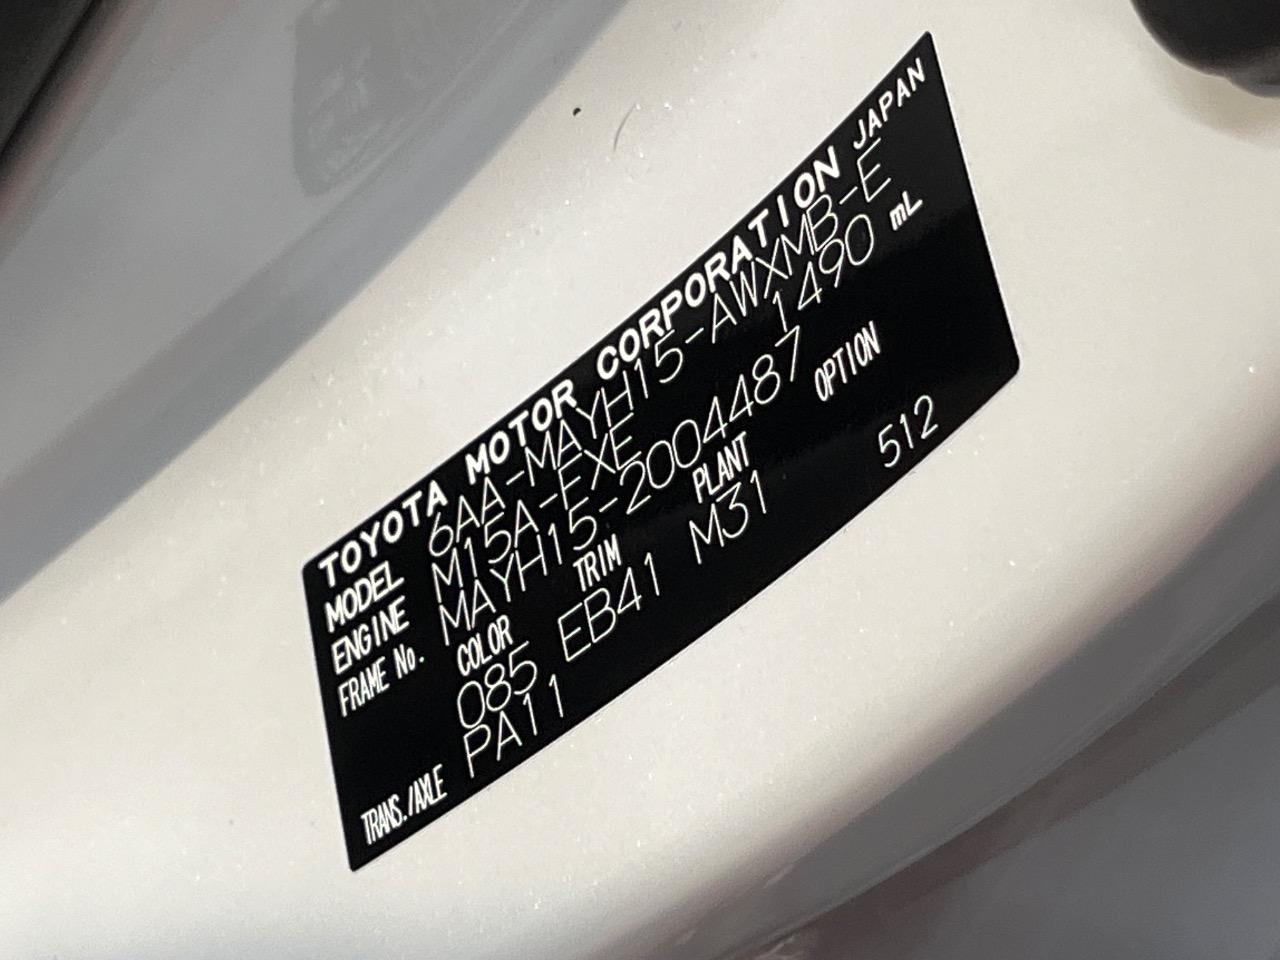 TOYOTA MOTOR CORPORATION JAPAN
MODEL 6AA-MAYH15-AWXMB-E
ENGINE M15A-FXE 1490 mL
FRAME No. MAYH15-2004487
COLOR TRIM PLANT OPTION
085 EB41 M31 512
TRANS./AXLE PA11